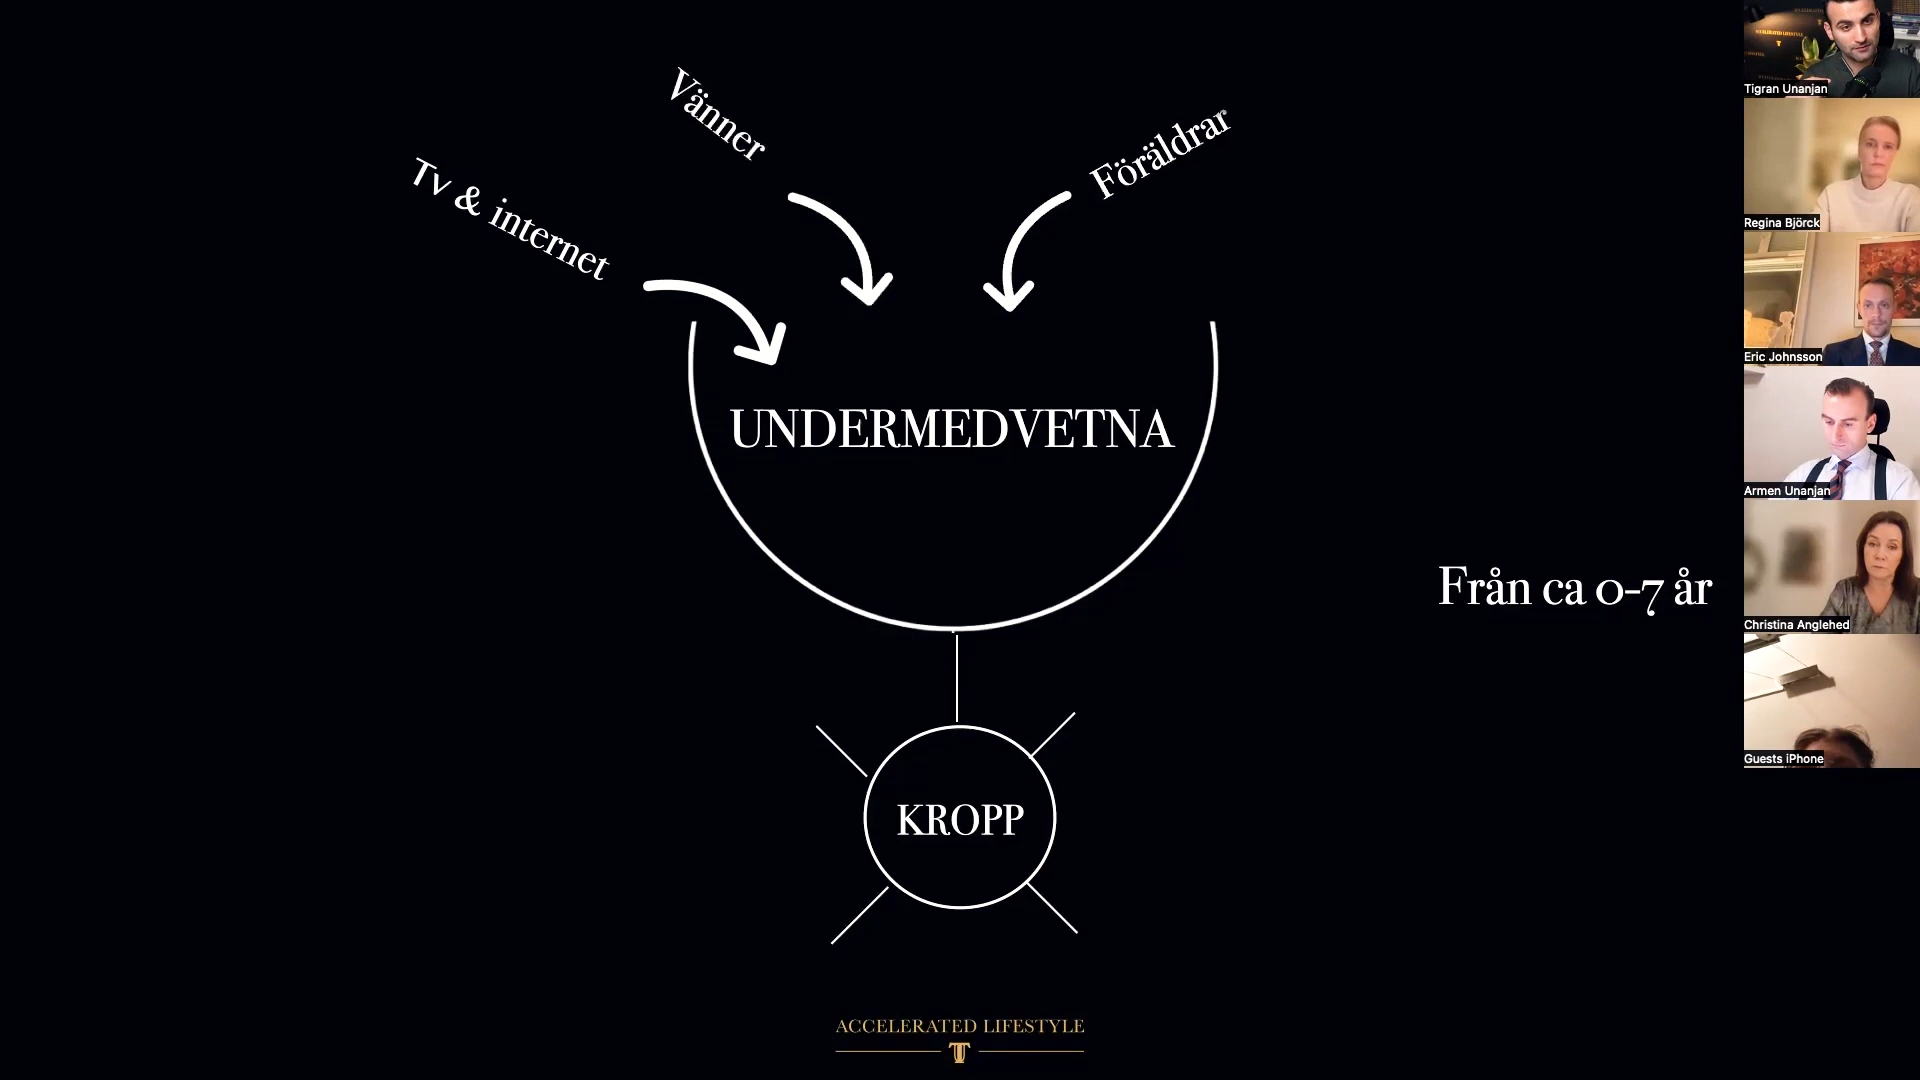 Vänner
Föräldrar
Tv & internet
UNDERMEDVETNA
Från ca 0-7 år
KROPP
ACCELERATED LIFESTYLE
Tigran Unanjan
Regina Björck
Eric Johnsson
Armen Unanjan
Christina Anglehed
Guests iPhone